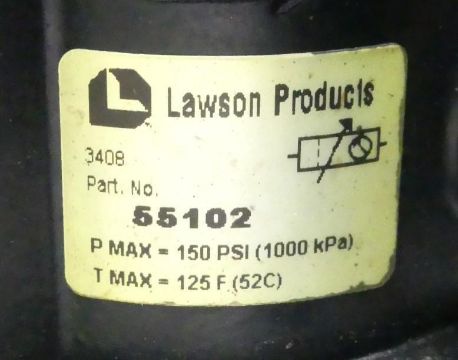 Lawson Products
3408
Part. No.
55102
P MAX = 150 PSI (1000 kPa)
T MAX = 125 F (52C)